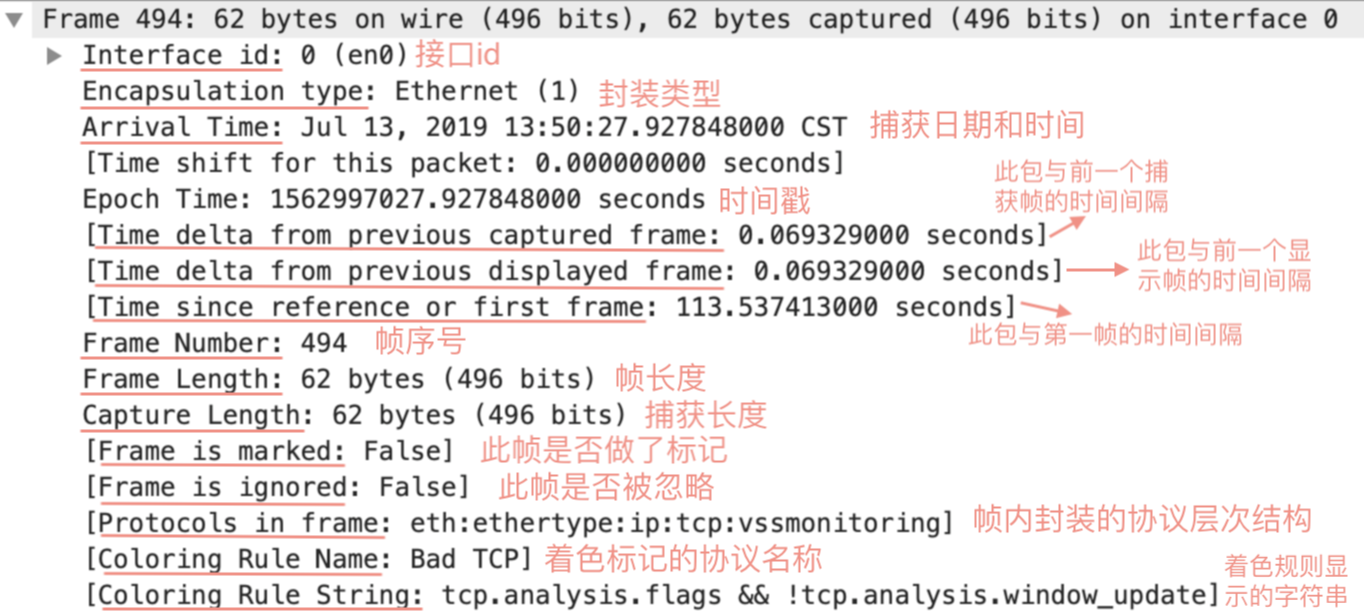 Frame 494: 62 bytes on wire (496 bits), 62 bytes captured (496 bits) on interface 0
Interface id: 0 (en0) 接口id
Encapsulation type: Ethernet (1) 封装类型
Arrival Time: Jul 13, 2019 13:50:27.927848000 CST 捕获日期和时间
[Time shift for this packet: 0.000000000 seconds]
Epoch Time: 1562997027.927848000 seconds 时间戳
此包与前一个捕
获帧的时间间隔
[Time delta from previous captured frame: 0.069329000 seconds]
[Time delta from previous displayed frame: 0.069329000 seconds]
此包与前一个显
示帧的时间间隔
[Time since reference or first frame: 113.537413000 seconds]
此包与第一帧的时间间隔
Frame Number: 494 帧序号
Frame Length: 62 bytes (496 bits) 帧长度
Capture Length: 62 bytes (496 bits) 捕获长度
[Frame is marked: False] 此帧是否做了标记
[Frame is ignored: False] 此帧是否被忽略
[Protocols in frame: eth:ethertype:ip:tcp:vssmonitoring] 帧内封装的协议层次结构
[Coloring Rule Name: Bad TCP] 着色标记的协议名称
[Coloring Rule String: tcp.analysis.flags && !tcp.analysis.window_update]
着色规则显
示的字符串